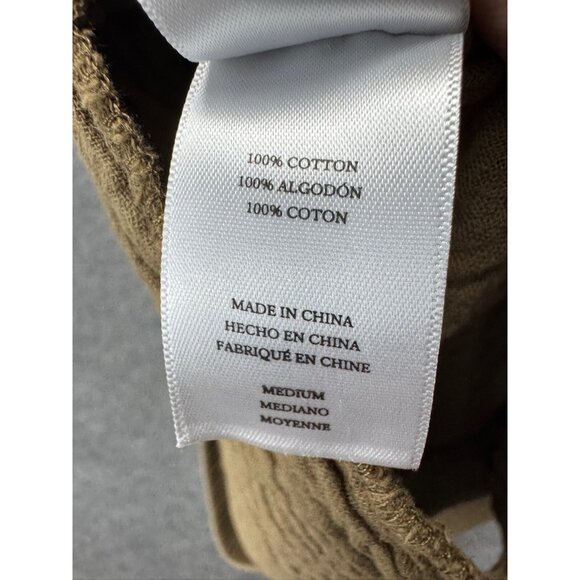 100% COTTON
100% ALGODÓN
100% COTON
MADE IN CHINA
HECHO EN CHINA
FABRIQUÉ EN CHINE
MEDIUM
MEDIANO
MOYENNE